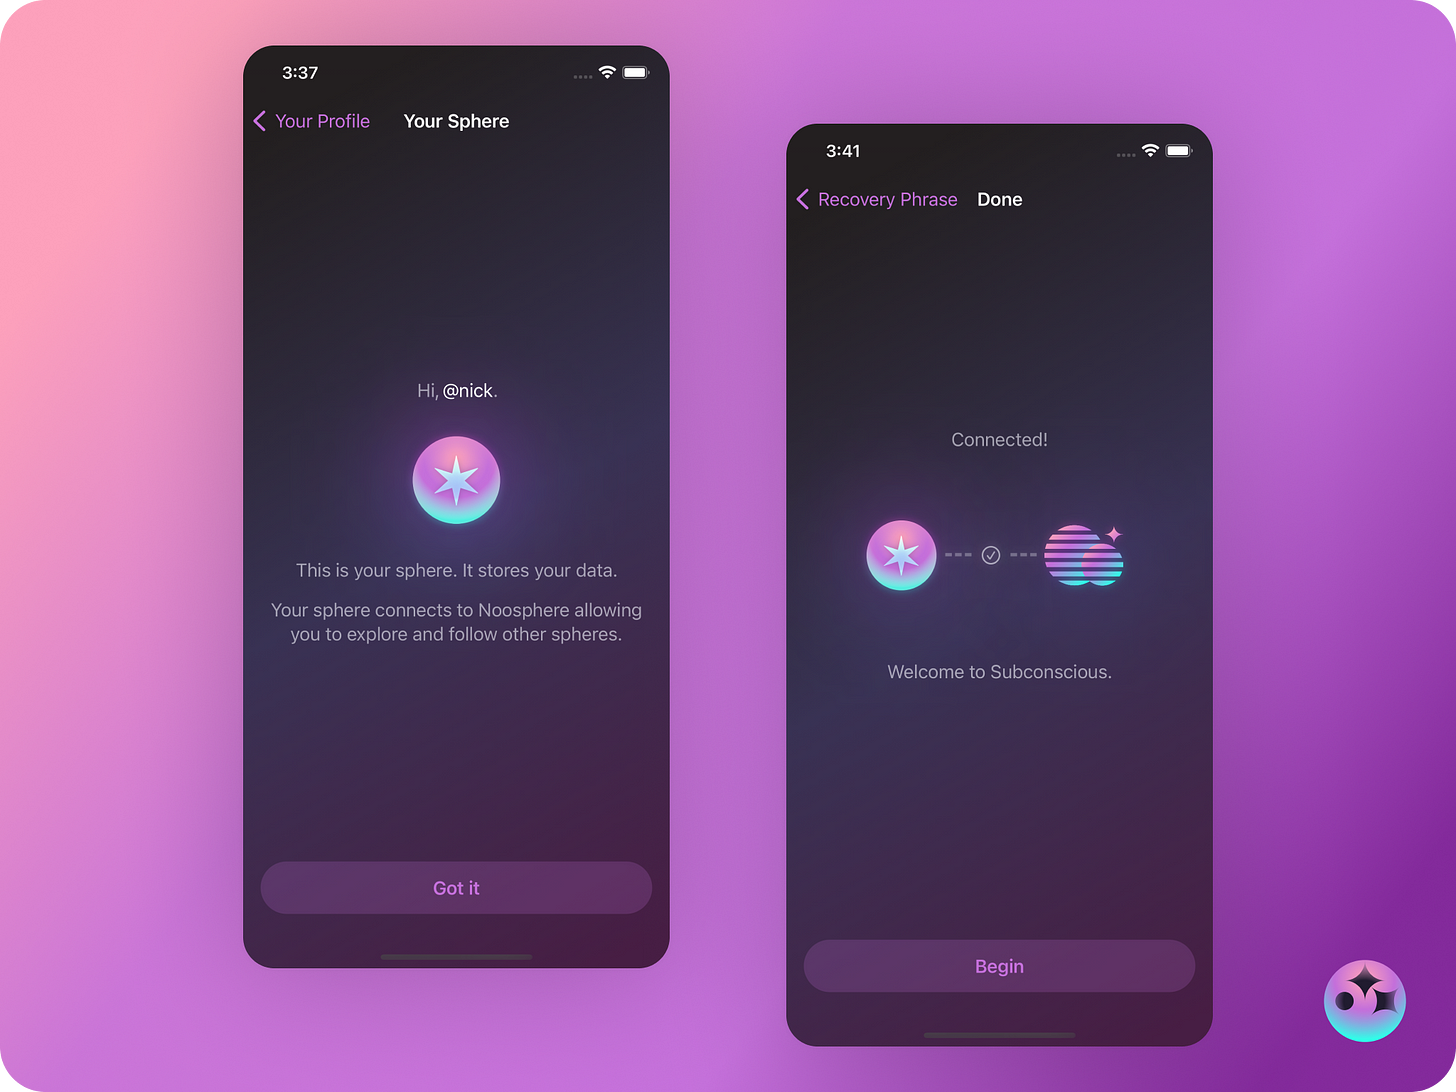 3:37
Your Profile
Your Sphere
Hi, @nick.
This is your sphere. It stores your data.
Your sphere connects to Noosphere allowing
you to explore and follow other spheres.
Got it
3:41
Recovery Phrase
Done
Connected!
Welcome to Subconscious.
Begin